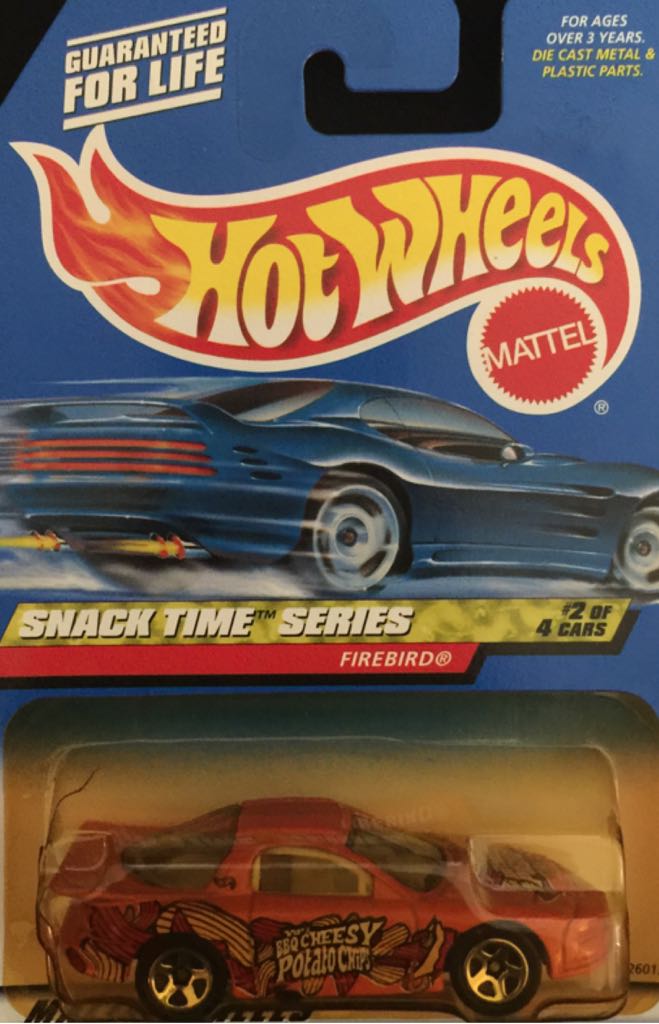 GUARANTEED
FOR LIFE
FOR AGES
OVER 3 YEARS.
DIE CAST METAL &
PLASTIC PARTS.
HOT WHEELS
MATTEL
®
SNACK TIME™ SERIES
#2 OF
4 CARS
FIREBIRD®
BBQ CHEESY
Potato CHIPS
2601